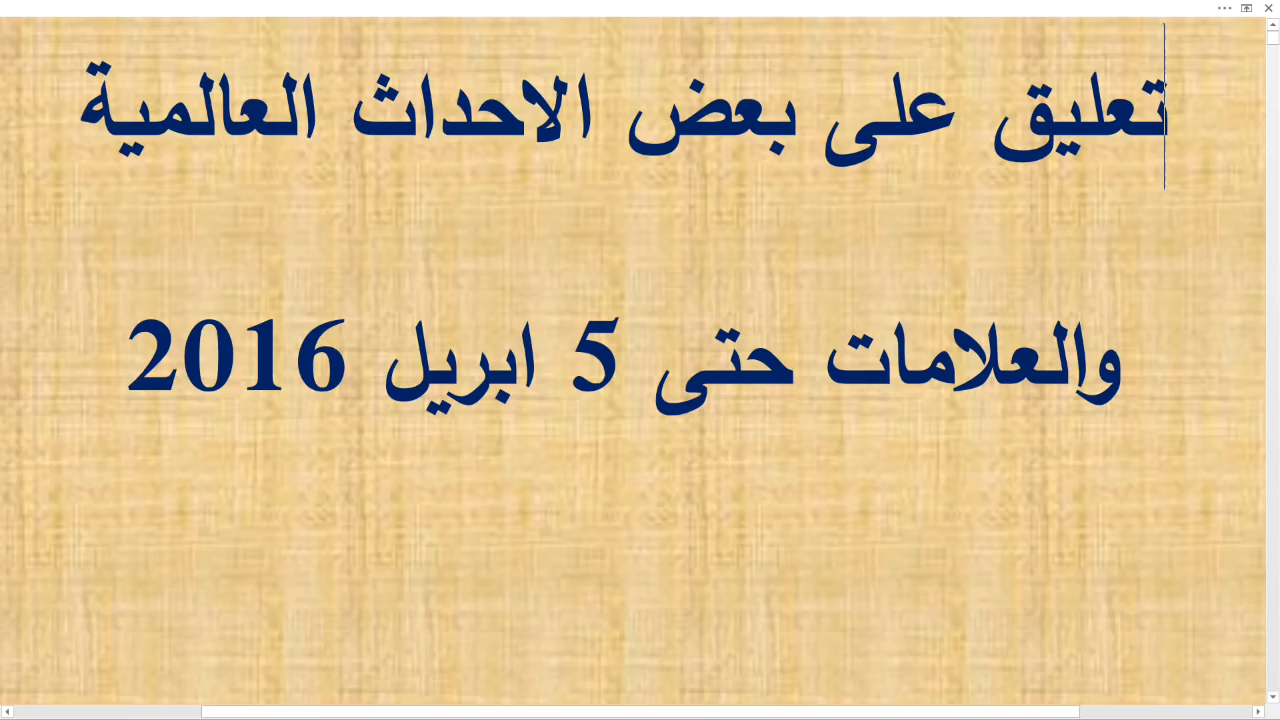 تعليق على بعض الاحداث العالمية
والعلامات حتى 5 ابريل 2016